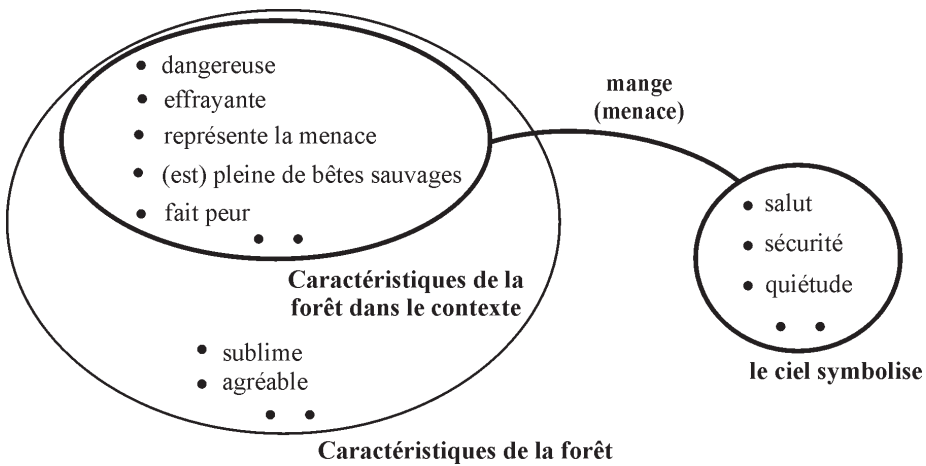 • dangereuse
• effrayante
• représente la menace
• (est) pleine de bêtes sauvages
• fait peur
mange
(menace)
• salut
• sécurité
• quiétude
Caractéristiques de la
forêt dans le contexte
• sublime
• agréable
le ciel symbolise
Caractéristiques de la forêt